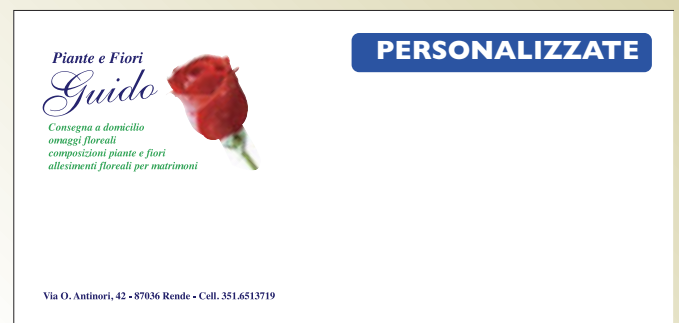 PERSONALIZZATE
Piante e Fiori
Guido
Consegna a domicilio
omaggi floreali
composizioni piante e fiori
allesimenti floreali per matrimoni
Via O. Antinori, 42 - 87036 Rende - Cell. 351.6513719